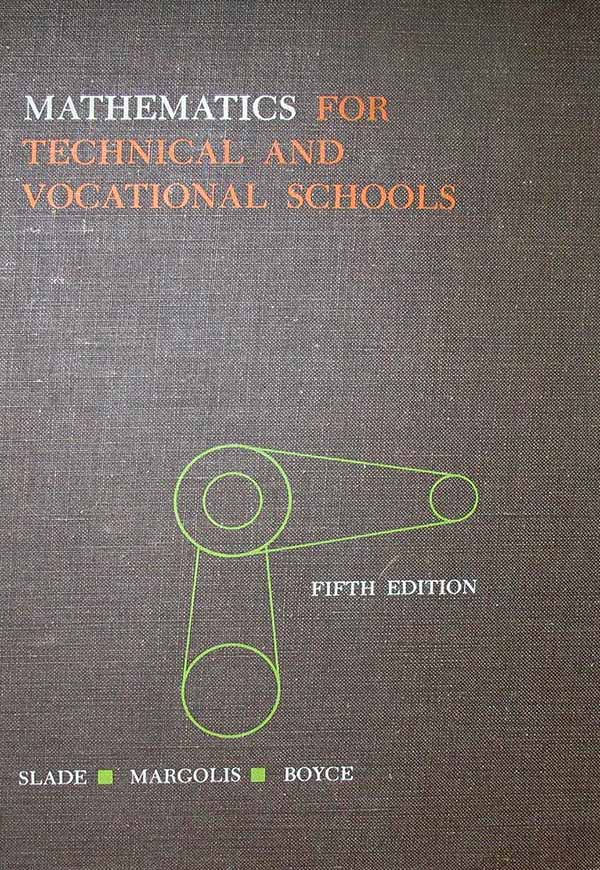 MATHEMATICS FOR
TECHNICAL AND
VOCATIONAL SCHOOLS
FIFTH EDITION
SLADE ■ MARGOLIS ■ BOYCE